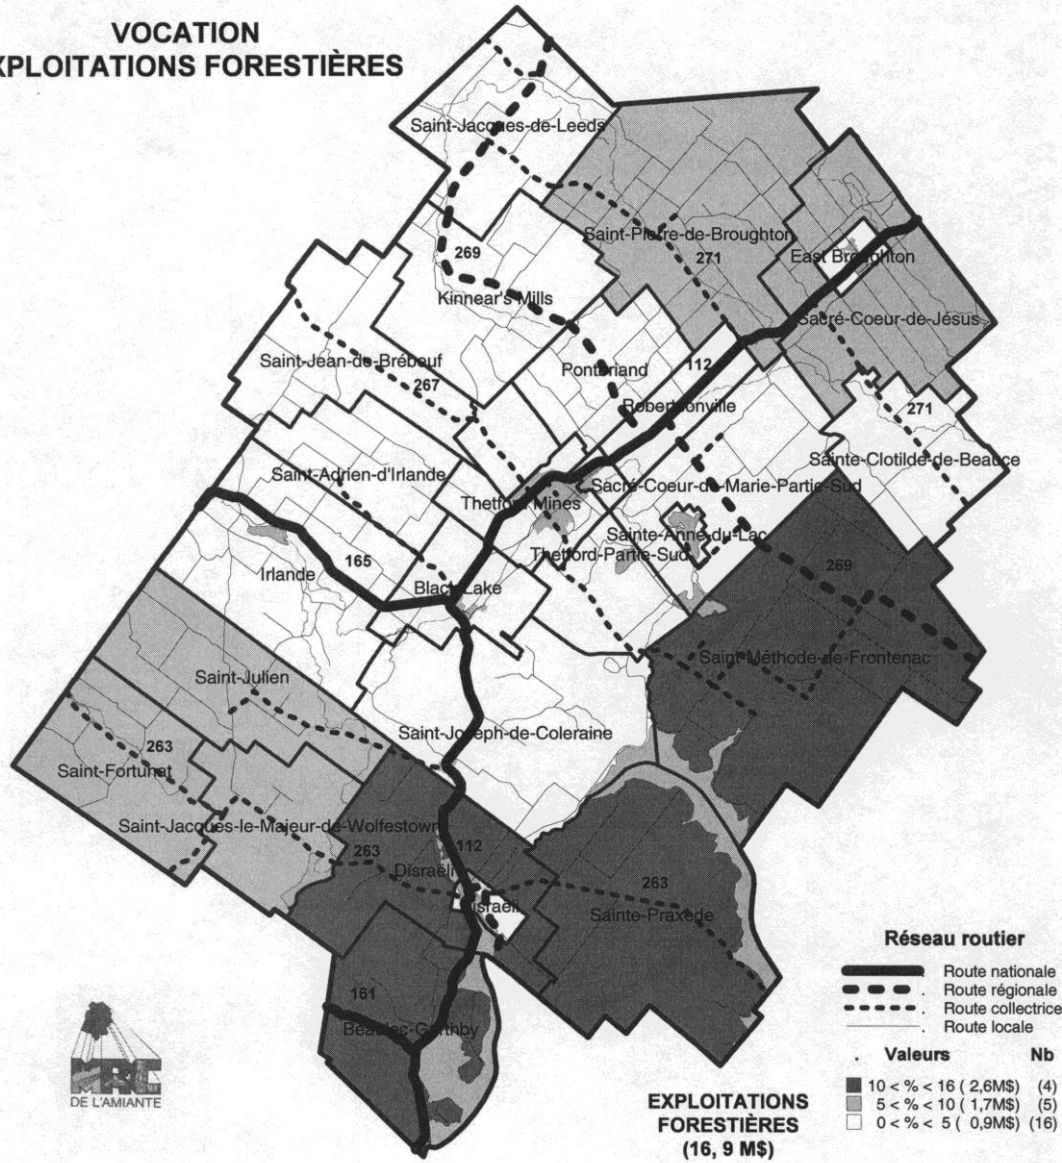 VOCATION
XPLOITATIONS FORESTIÈRES
Saint-Jacques-de-Leeds
Saint-Pierre-de-Broughton
269
271
East Broughton
Kinnear's Mills
Sacré-Coeur-de-Jésus
Saint-Jean-de-Brébeuf
Pontbriand
112
267
Robertsonville
271
Saint-Adrien-d'Irlande
Sainte-Clotilde-de-Beauce
Sacré-Coeur-de-Marie-Partie-Sud
Thetford Mines
Sainte-Anne-du-Lac
Thetford-Partie-Sud
165
269
Irlande
Black Lake
Saint-Méthode-de-Frontenac
Saint-Julien
Saint-Joseph-de-Coleraine
263
Saint-Fortunat
Saint-Jacques-le-Majeur-de-Wolfestown
112
263
Disraéli
263
Disraéli
Sainte-Praxède
161
Beaulac-Garthby
MRC
DE L'AMIANTE
Réseau routier
Route nationale
. Route régionale
. Route collectrice
. Route locale
. Valeurs Nb
10 < % < 16 ( 2,6M$) (4)
5 < % < 10 ( 1,7M$) (5)
0 < % < 5 ( 0,9M$) (16)
EXPLOITATIONS
FORESTIÈRES
(16, 9 M$)